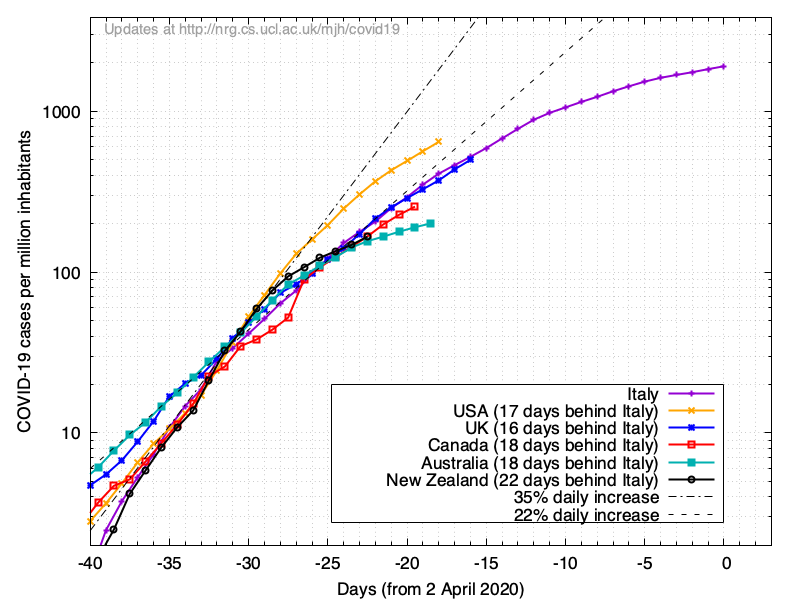 Updates at http://nrg.cs.ucl.ac.uk/mjh/covid19
COVID-19 cases per million inhabitants
1000
100
10
Italy
USA (17 days behind Italy)
UK (16 days behind Italy)
Canada (18 days behind Italy)
Australia (18 days behind Italy)
New Zealand (22 days behind Italy)
35% daily increase
22% daily increase
-40 -35 -30 -25 -20 -15 -10 -5 0
Days (from 2 April 2020)